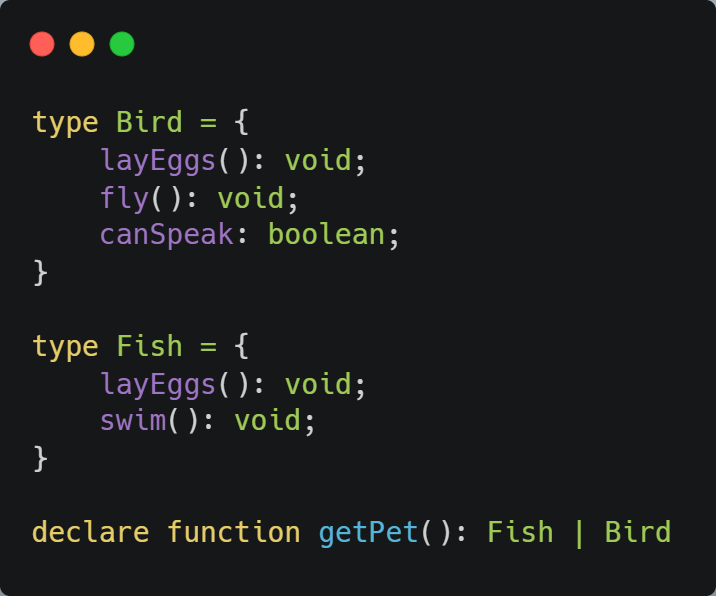 type Bird = {
    layEggs(): void;
    fly(): void;
    canSpeak: boolean;
}
type Fish = {
    layEggs(): void;
    swim(): void;
}
declare function getPet(): Fish | Bird